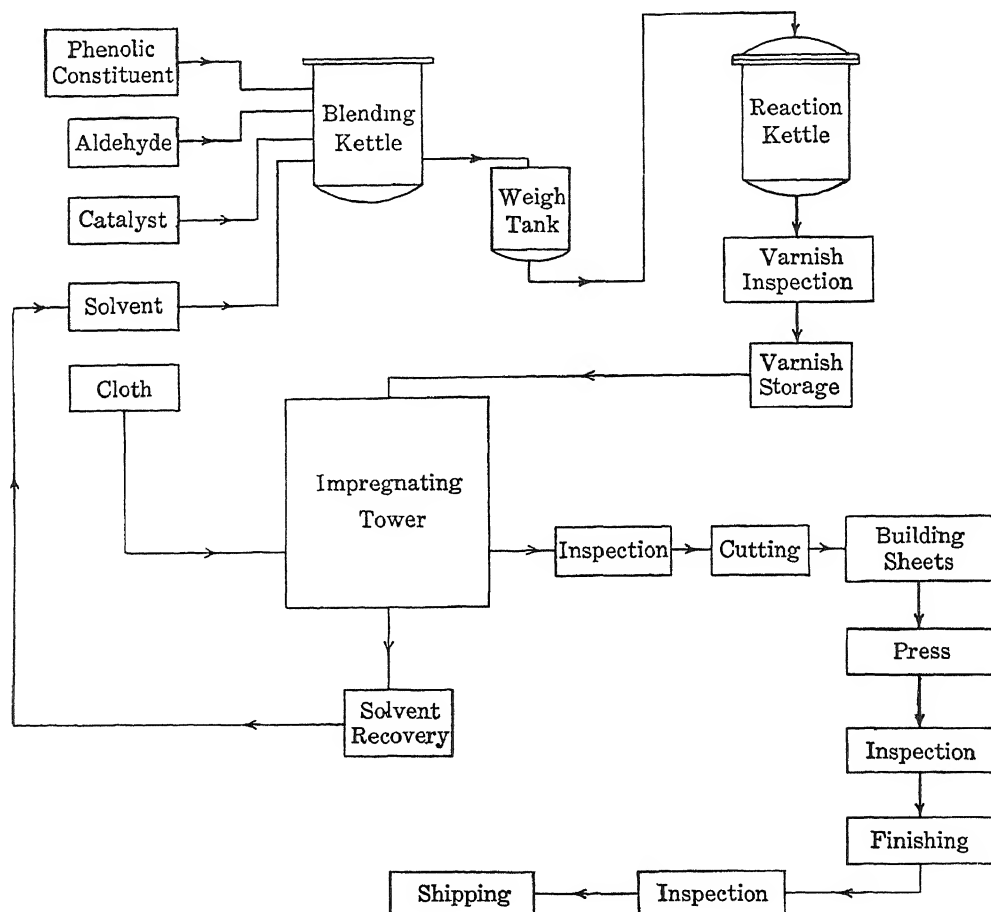 Phenolic
Constituent
Aldehyde
Catalyst
Solvent
Cloth
Blending
Kettle
Weigh
Tank
Reaction
Kettle
Varnish
Inspection
Varnish
Storage
Impregnating
Tower
Solvent
Recovery
Inspection
Cutting
Building
Sheets
Press
Inspection
Finishing
Inspection
Shipping